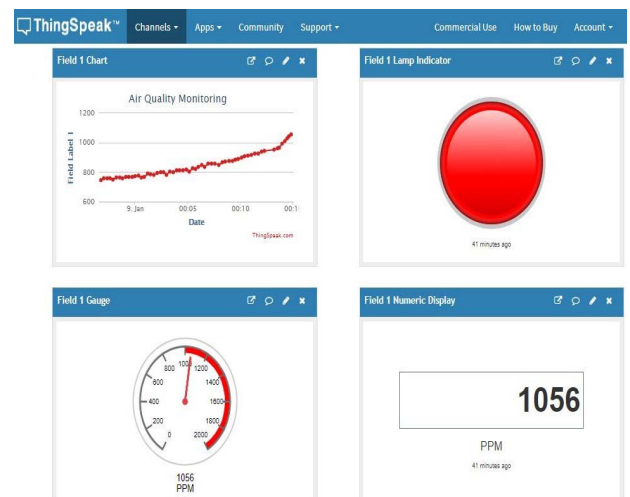 ThingSpeak™ Channels Apps Community Support Commercial Use How to Buy Account
Field 1 Chart
Air Quality Monitoring
Field Label 1
1200
1000
800
600
9. Jan 00:05 00:10
Date
ThingSpeak.com
Field 1 Lamp Indicator
41 minutes ago
Field 1 Gauge
0
200
400
600
800
1200
1400
1600
1800
2000
1056
PPM
Field 1 Numeric Display
1056
PPM
41 minutes ago